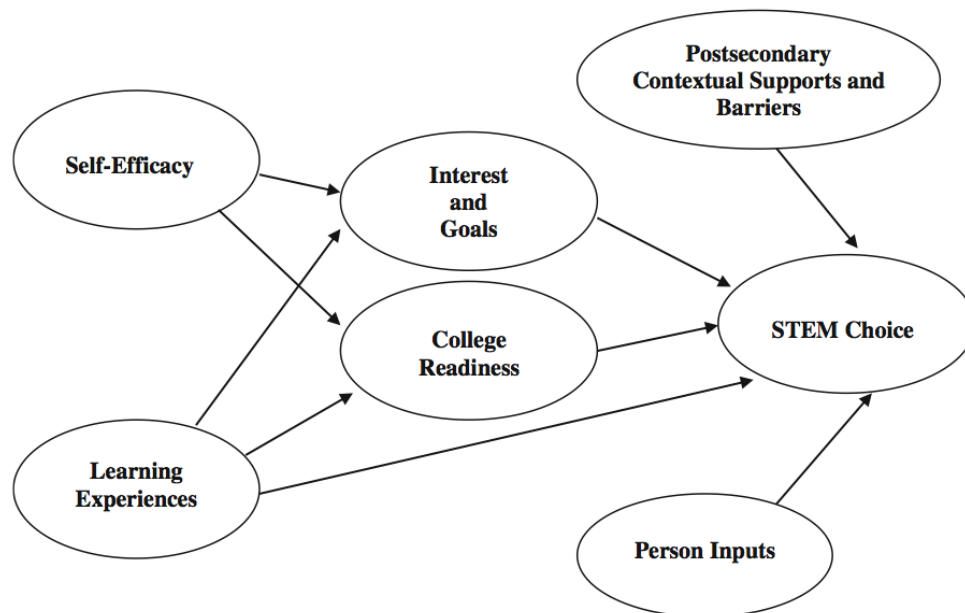 Postsecondary
Contextual Supports and
Barriers
Self-Efficacy
Interest
and
Goals
STEM Choice
College
Readiness
Learning
Experiences
Person Inputs